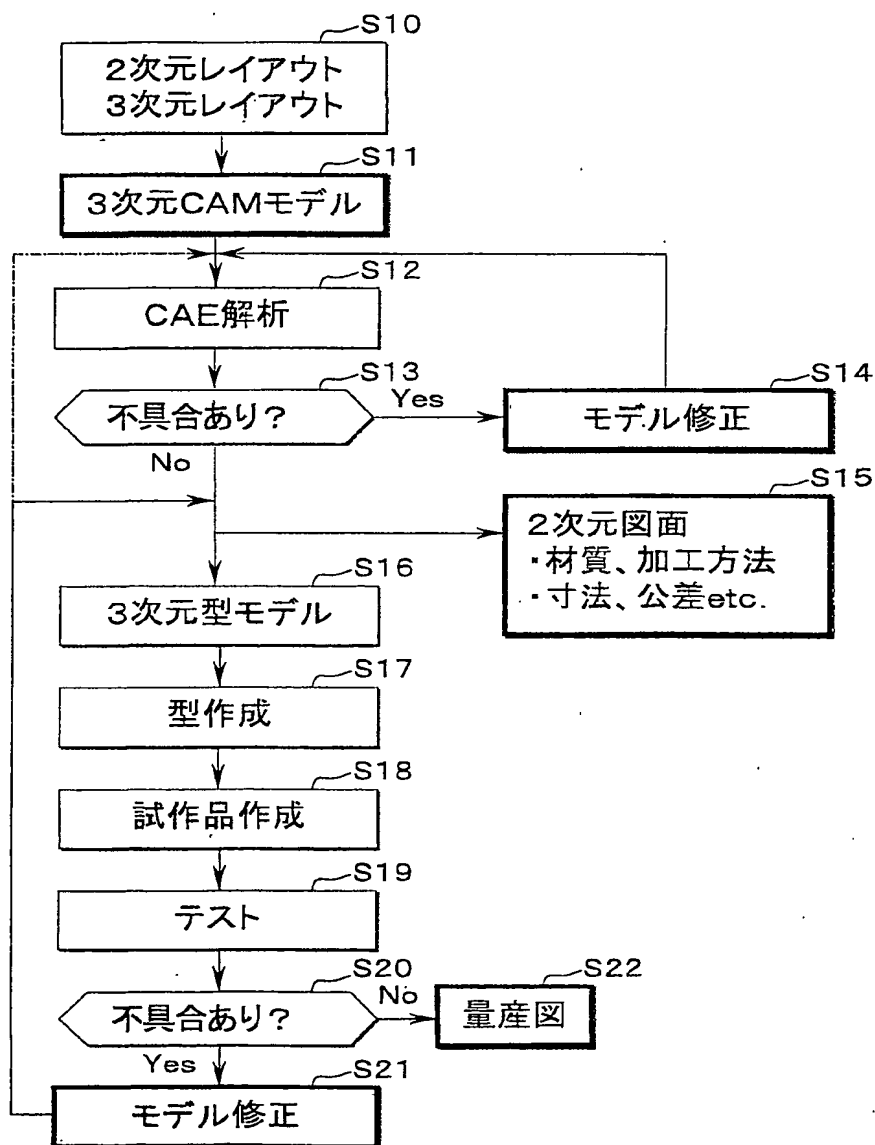 S10
2次元レイアウト
3次元レイアウト
S11
3次元CAMモデル
S12
CAE解析
S13
不具合あり?
Yes
No
S14
モデル修正
S15
2次元図面
・材質、加工方法
・寸法、公差etc.
S16
3次元型モデル
S17
型作成
S18
試作品作成
S19
テスト
S20
不具合あり?
No
Yes
S22
量産図
S21
モデル修正